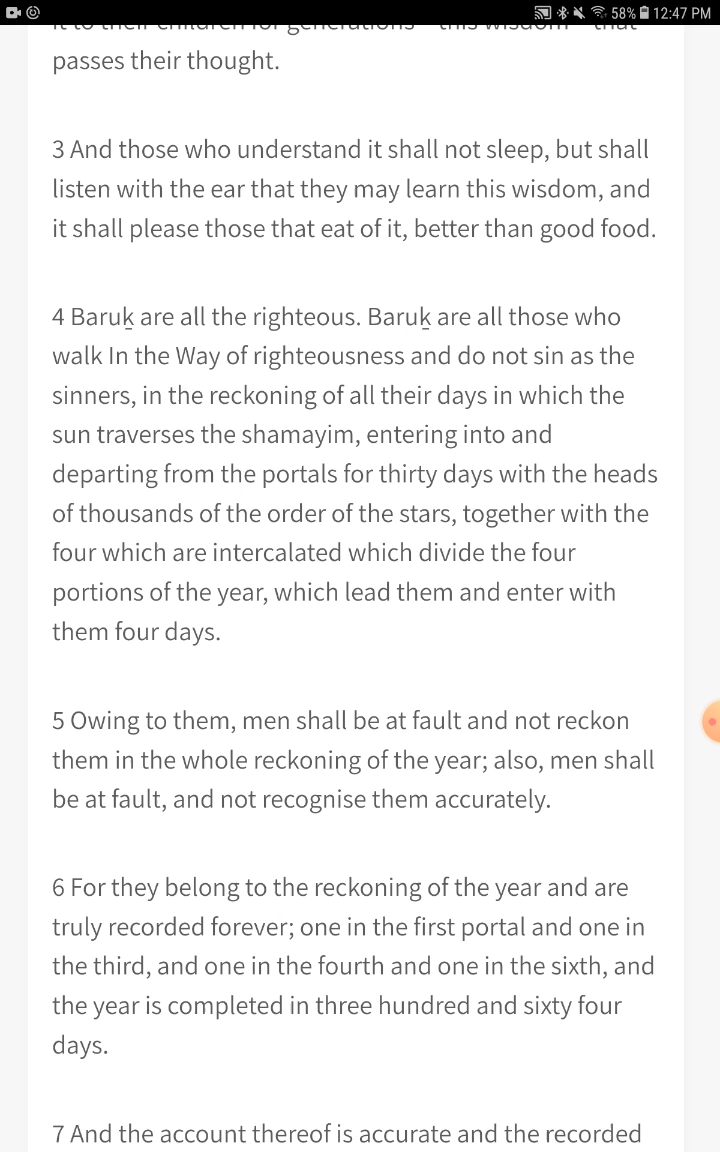 58% 12:47 PM
it to their children for generations this wisdom that
passes their thought.
3 And those who understand it shall not sleep, but shall
listen with the ear that they may learn this wisdom, and
it shall please those that eat of it, better than good food.
4 Baruḵ are all the righteous. Baruḵ are all those who
walk In the Way of righteousness and do not sin as the
sinners, in the reckoning of all their days in which the
sun traverses the shamayim, entering into and
departing from the portals for thirty days with the heads
of thousands of the order of the stars, together with the
four which are intercalated which divide the four
portions of the year, which lead them and enter with
them four days.
5 Owing to them, men shall be at fault and not reckon
them in the whole reckoning of the year; also, men shall
be at fault, and not recognise them accurately.
6 For they belong to the reckoning of the year and are
truly recorded forever; one in the first portal and one in
the third, and one in the fourth and one in the sixth, and
the year is completed in three hundred and sixty four
days.
7 And the account thereof is accurate and the recorded